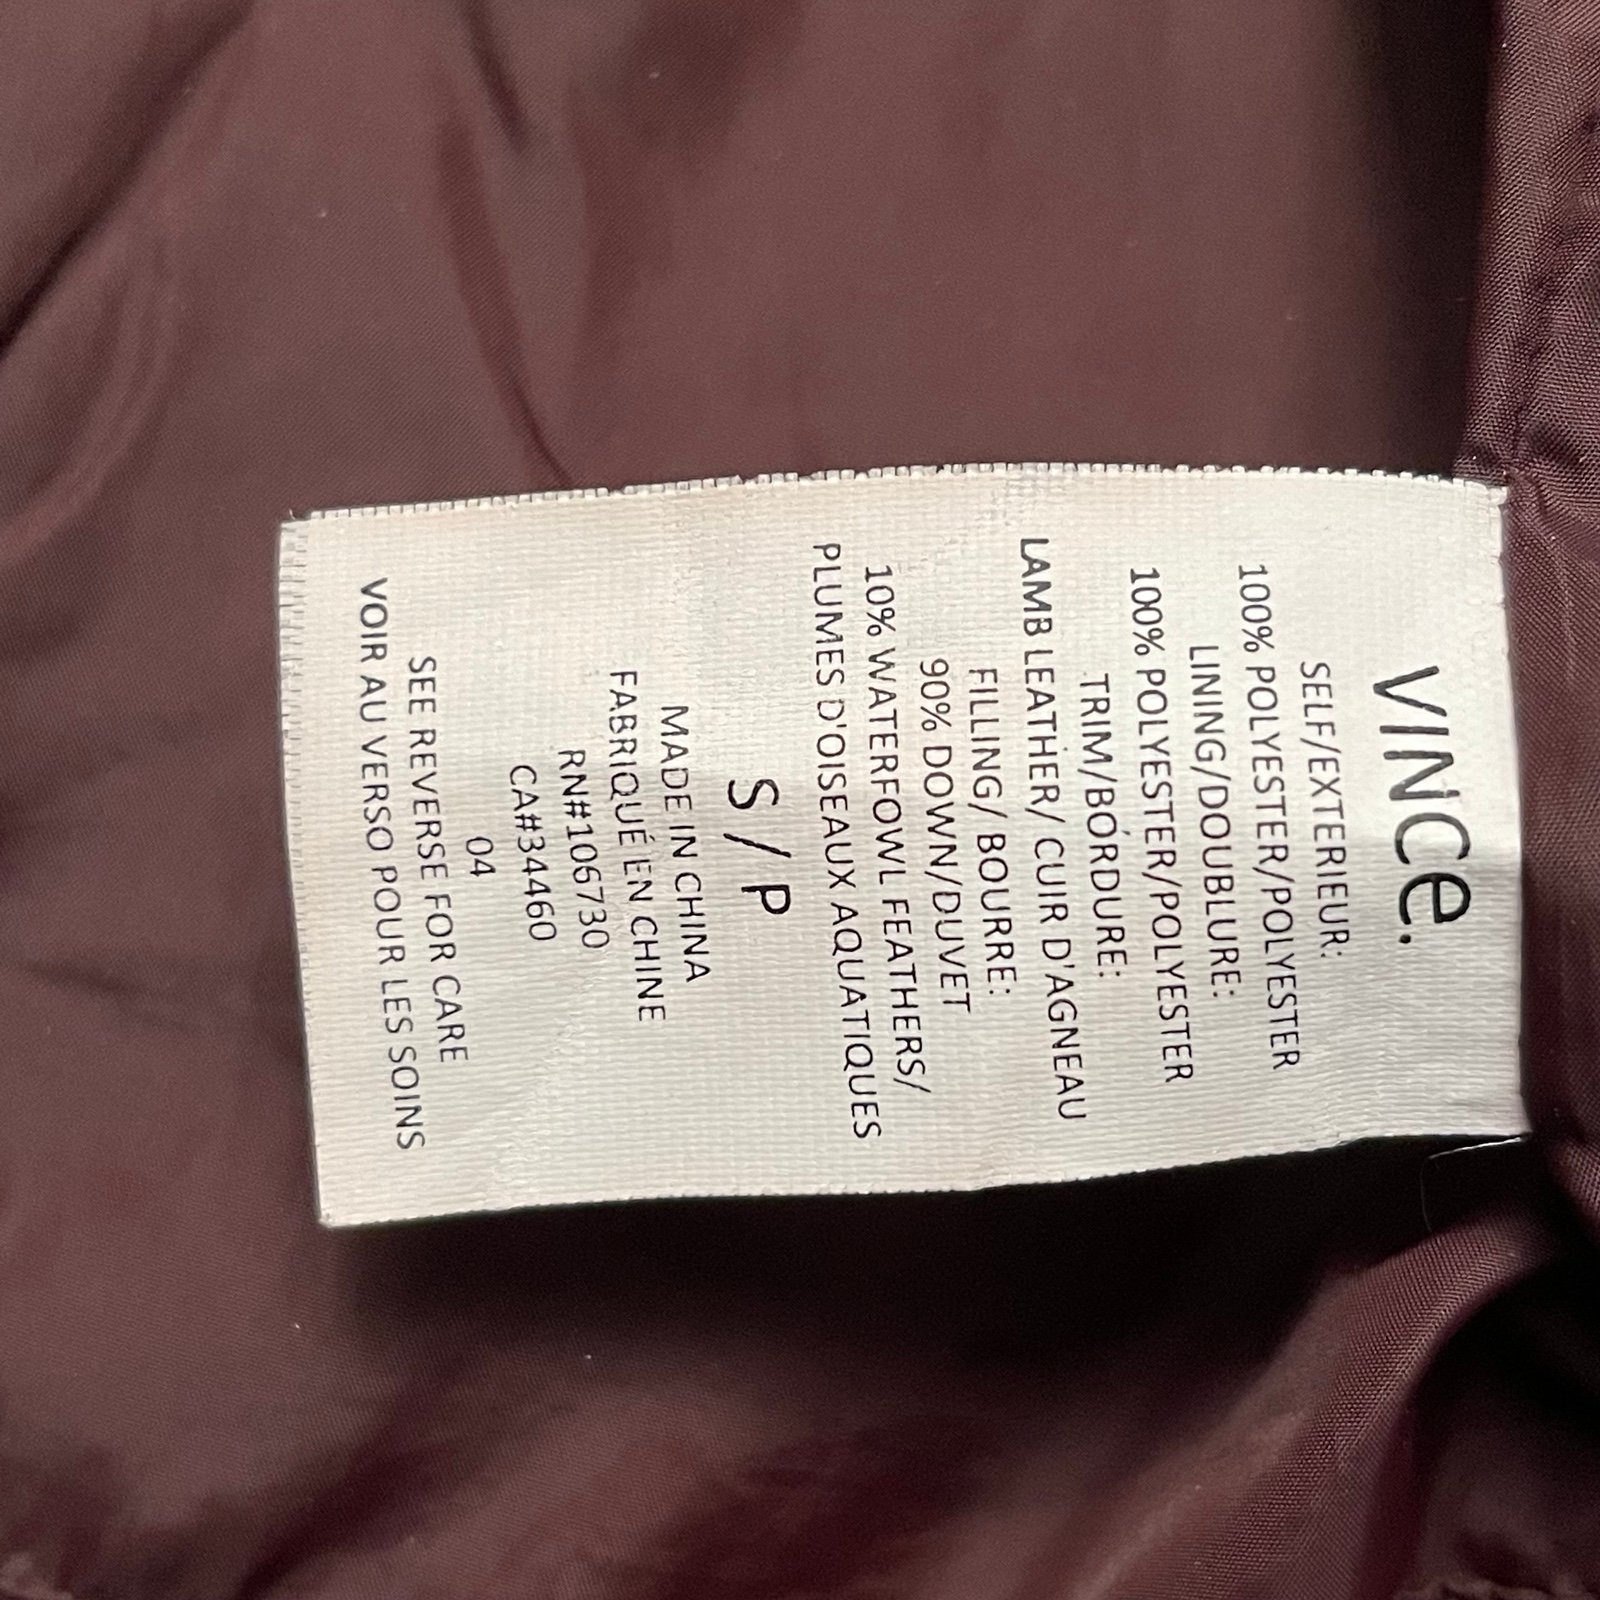 VINCe.
SELF/EXTERIEUR:
100% POLYESTER/POLYESTER
LINING/DOUBLURE:
100% POLYESTER/POLYESTER
TRIM/BORDURE:
LAMB LEATHER/ CUIR D'AGNEAU
FILLING/ BOURRE:
90% DOWN/DUVET
10% WATERFOWL FEATHERS/
PLUMES D'OISEAUX AQUATIQUES
S / P
MADE IN CHINA
FABRIQUÉ EN CHINE
RN#106730
CA#34460
04
SEE REVERSE FOR CARE
VOIR AU VERSO POUR LES SOINS